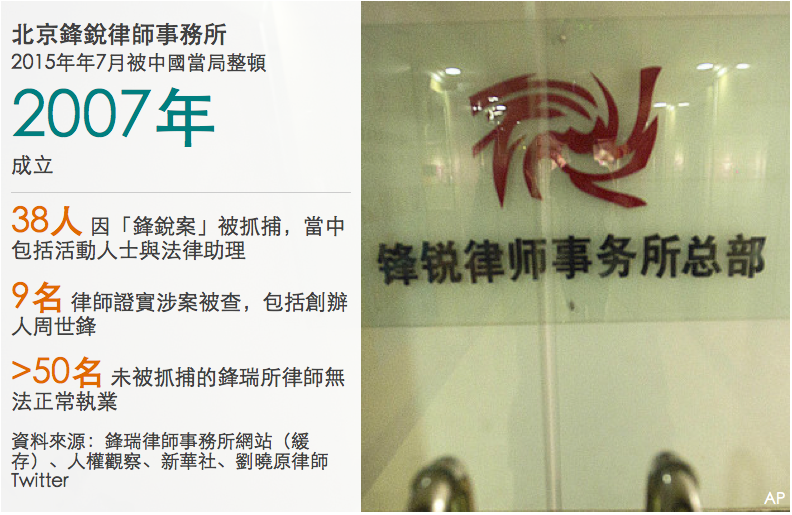 北京鋒銳律師事務所
2015年年7月被中國當局整頓
2007年
成立
38人 因「鋒銳案」被抓捕，當中
包括活動人士與法律助理
9名 律師證實涉案被查，包括創辦
人周世鋒
>50名 未被抓捕的鋒瑞所律師無
法正常執業
資料來源：鋒瑞律師事務所網站（緩
存）、人權觀察、新華社、劉曉原律師
Twitter
锋锐律师事务所总部
AP